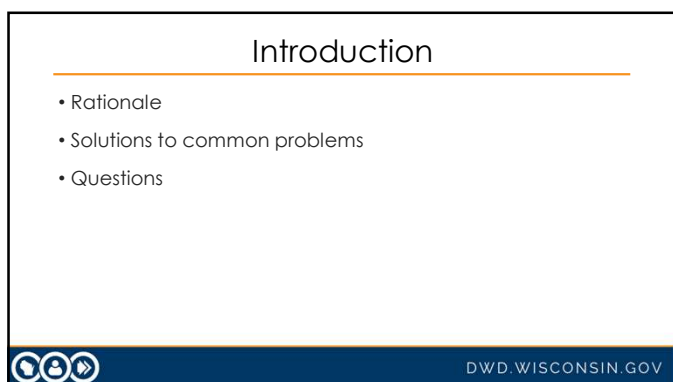 Introduction
• Rationale
• Solutions to common problems
• Questions
DWD.WISCONSIN.GOV